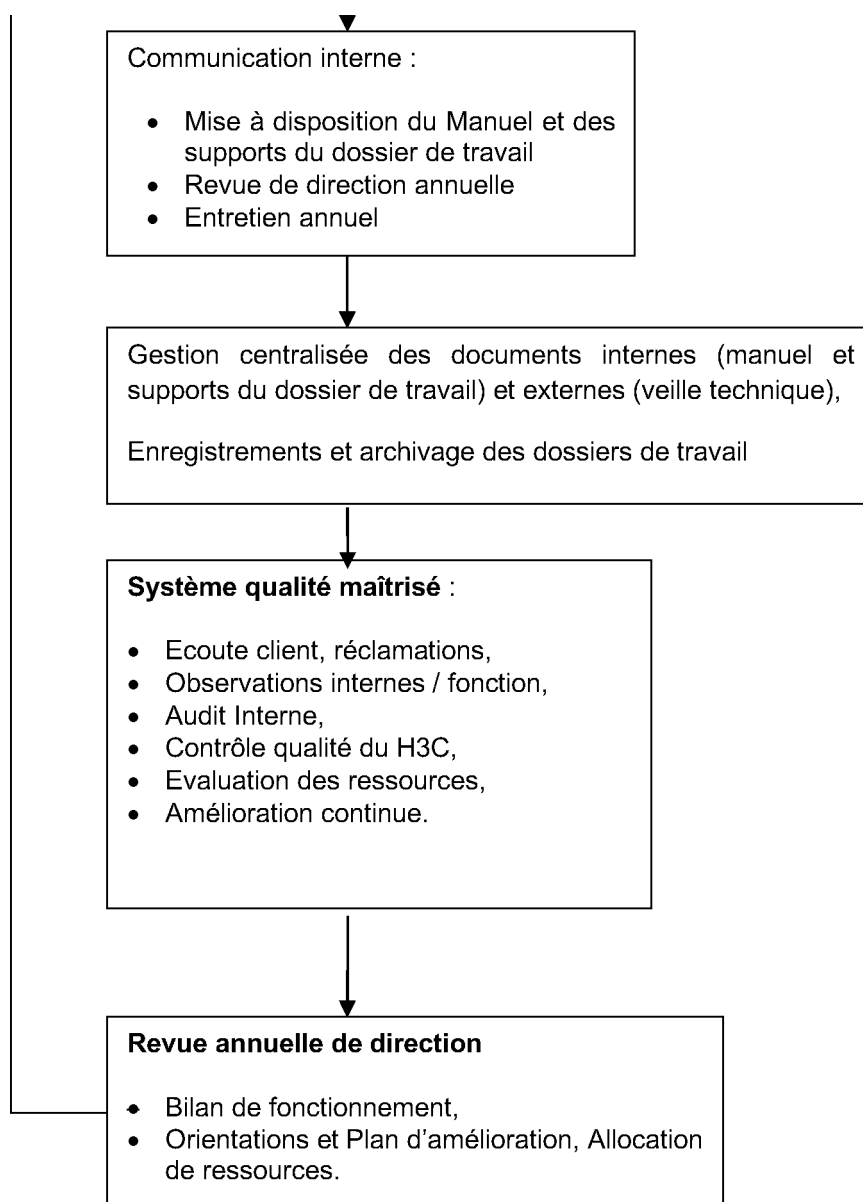 Communication interne :
• Mise à disposition du Manuel et des
supports du dossier de travail
• Revue de direction annuelle
• Entretien annuel
Gestion centralisée des documents internes (manuel et
supports du dossier de travail) et externes (veille technique),
Enregistrements et archivage des dossiers de travail
Système qualité maîtrisé :
• Ecoute client, réclamations,
• Observations internes / fonction,
• Audit Interne,
• Contrôle qualité du H3C,
• Evaluation des ressources,
• Amélioration continue.
Revue annuelle de direction
• Bilan de fonctionnement,
• Orientations et Plan d'amélioration, Allocation
de ressources.